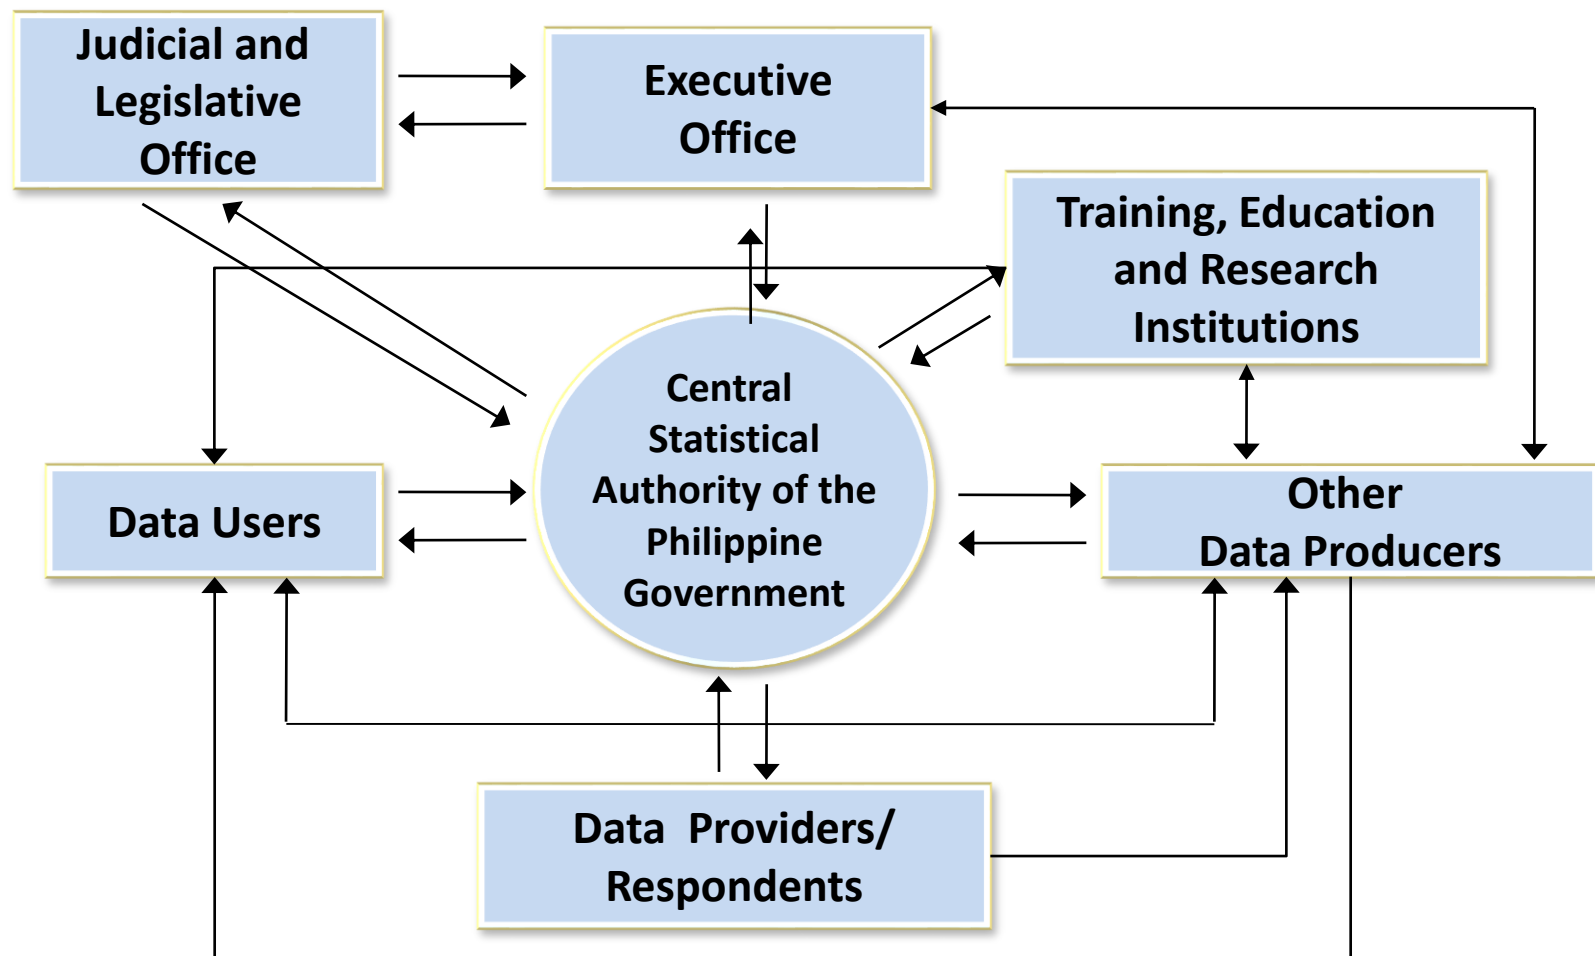 Judicial and
Legislative
Office
Executive
Office
Training, Education
and Research
Institutions
Central
Statistical
Authority of the
Philippine
Government
Data Users
Other
Data Producers
Data  Providers/
Respondents